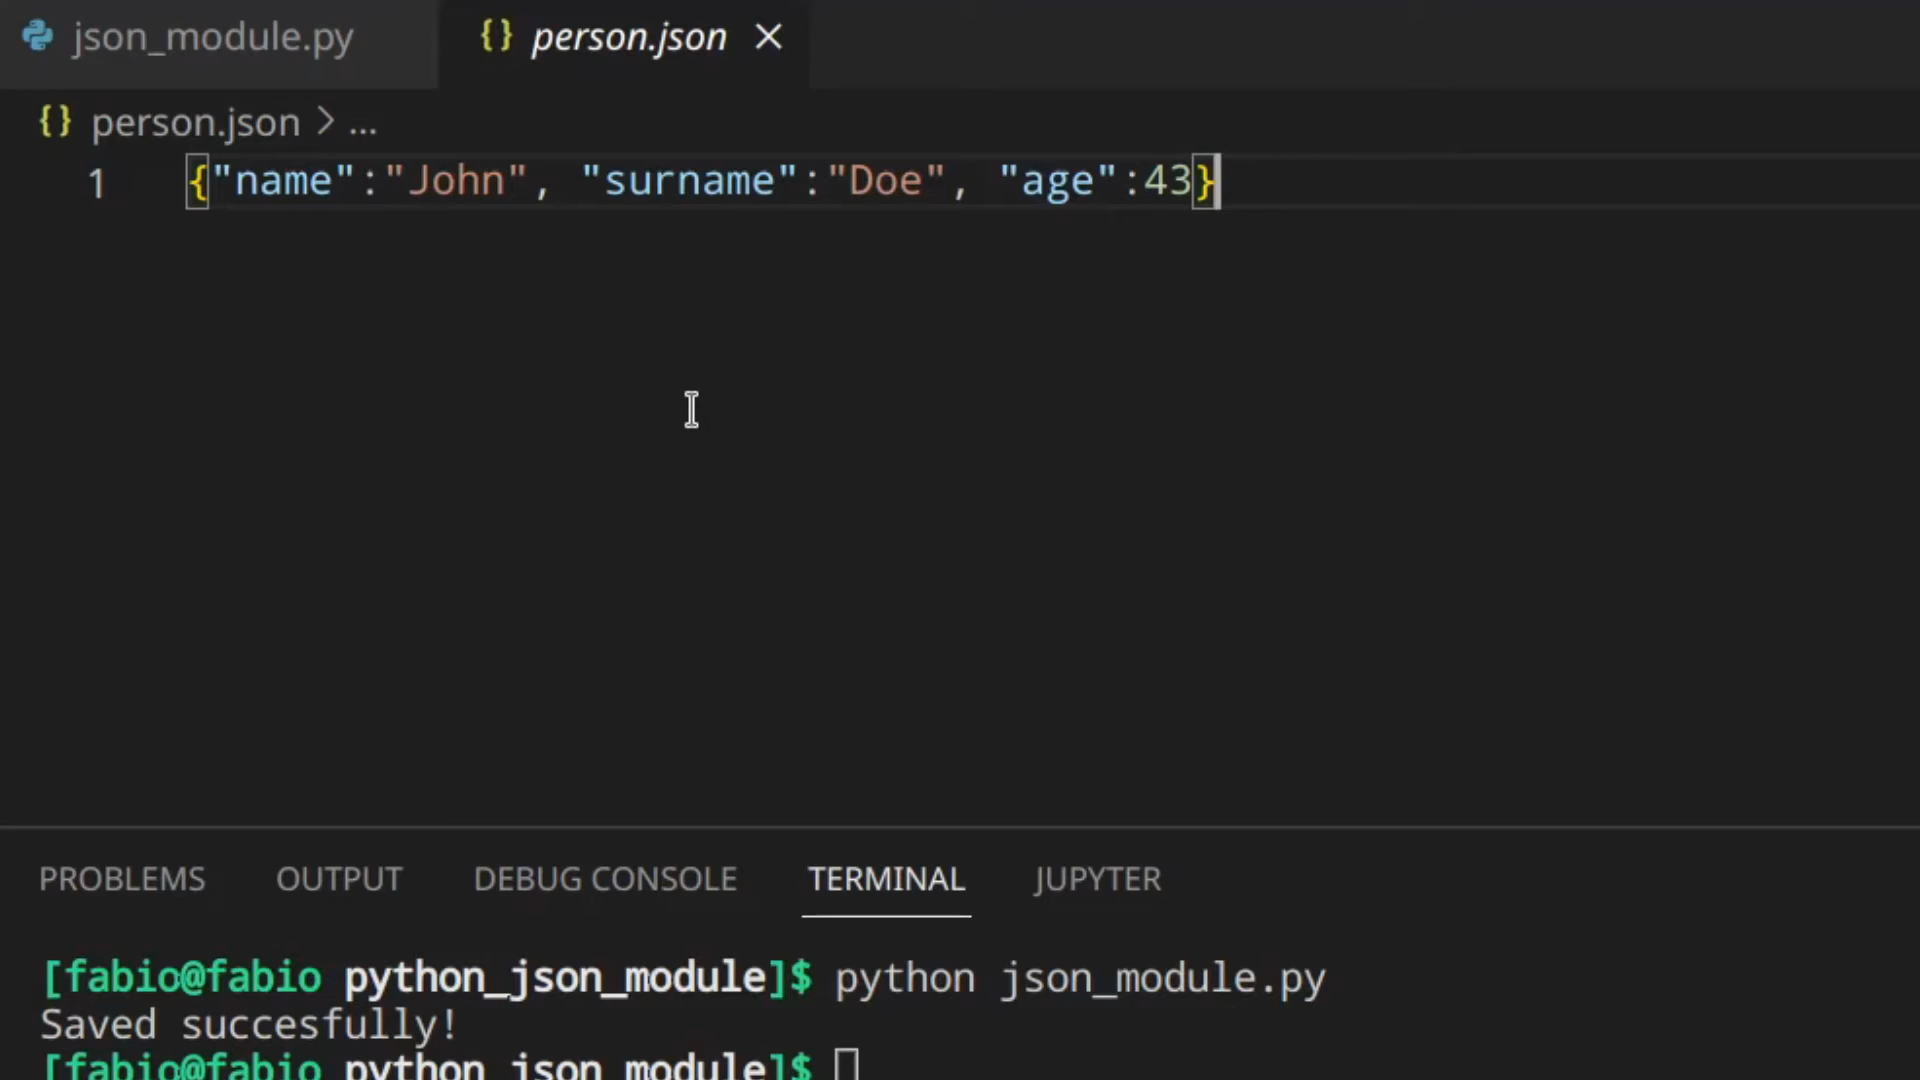 json_module.py
{} person.json ×
{} person.json > ...
1 {"name":"John", "surname":"Doe", "age":43}
PROBLEMS OUTPUT DEBUG CONSOLE TERMINAL JUPYTER
[fabio@fabio python_json_module]$ python json_module.py
Saved succesfully!
[fabio@fabio python_json_module]$